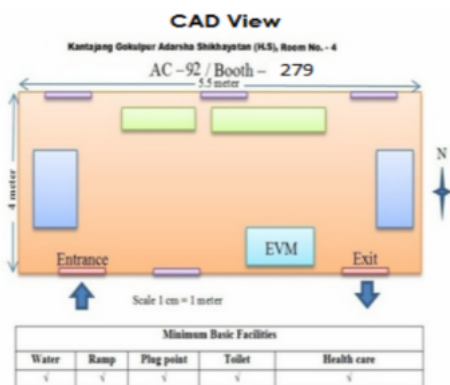 CAD View
Kantajang Gokulpur Adarsha Shikhayatan (H.S), Room No. - 4
AC -92 / Booth - 279
5.5 meter
4 meter
N
EVM
Entrance
Exit
Scale 1 cm = 1 meter
Minimum Basic Facilities
Water Ramp Plug point Toilet Health care
√ √ √ √ √